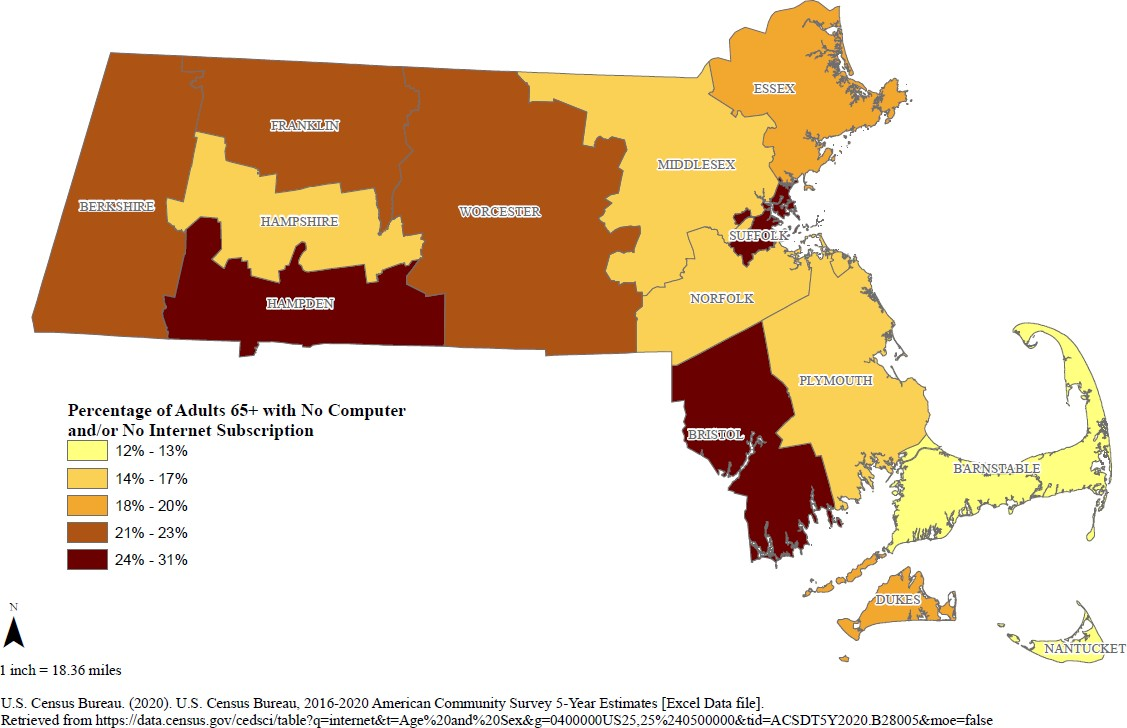 ESSEX
FRANKLIN
MIDDLESEX
BERKSHIRE
WORCESTER
HAMPSHIRE
SUFFOLK
NORFOLK
HAMPDEN
PLYMOUTH
BRISTOL
BARNSTABLE
DUKES
NANTUCKET
Percentage of Adults 65+ with No Computer
and/or No Internet Subscription
12% - 13%
14% - 17%
18% - 20%
21% - 23%
24% - 31%
N
1 inch = 18.36 miles
U.S. Census Bureau. (2020). U.S. Census Bureau, 2016-2020 American Community Survey 5-Year Estimates [Excel Data file].
Retrieved from https://data.census.gov/cedsci/table?q=internet&t=Age%20and%20Sex&g=0400000US25,25%240500000&tid=ACSDT5Y2020.B28005&moe=false